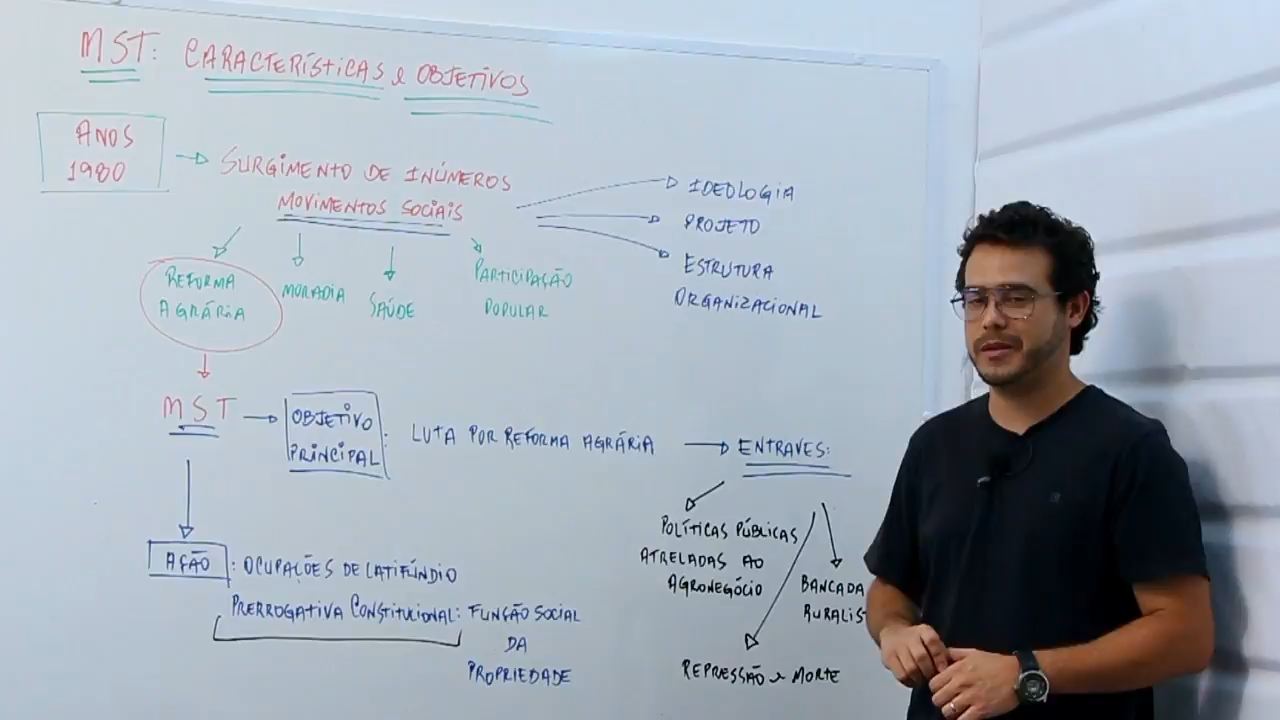 MST: CARACTERÍSTICAS e OBJETIVOS
ANOS
1980
SURGIMENTO DE INÚMEROS
MOVIMENTOS SOCIAIS
IDEOLOGIA
PROJETO
ESTRUTURA
ORGANIZACIONAL
REFORMA
AGRÁRIA
MORADIA
SAÚDE
PARTICIPAÇÃO
POPULAR
MST
OBJETIVO
PRINCIPAL
: LUTA POR REFORMA AGRÁRIA
ENTRAVES:
POLÍTICAS PÚBLICAS
ATRELADAS AO
AGRONEGÓCIO
BANCADA
RURALIS
REPRESSÃO e MORTE
AÇÃO : OCUPAÇÕES DE LATIFÚNDIO
PRERROGATIVA CONSTITUCIONAL: FUNÇÃO SOCIAL
DA
PROPRIEDADE